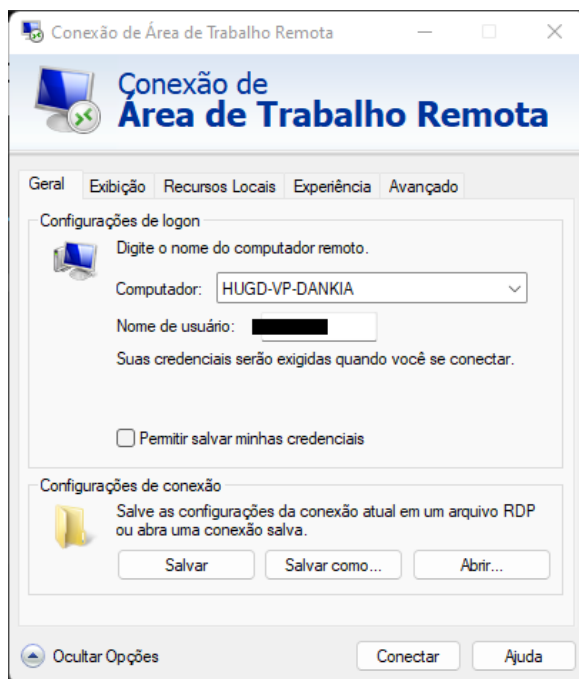 Conexão de Área de Trabalho Remota
Conexão de
Área de Trabalho Remota
Geral Exibição Recursos Locais Experiência Avançado
Configurações de logon
Digite o nome do computador remoto.
Computador: HUGD-VP-DANKIA
Nome de usuário:
Suas credenciais serão exigidas quando você se conectar.
Permitir salvar minhas credenciais
Configurações de conexão
Salve as configurações da conexão atual em um arquivo RDP
ou abra uma conexão salva.
Salvar Salvar como... Abrir...
Ocultar Opções Conectar Ajuda